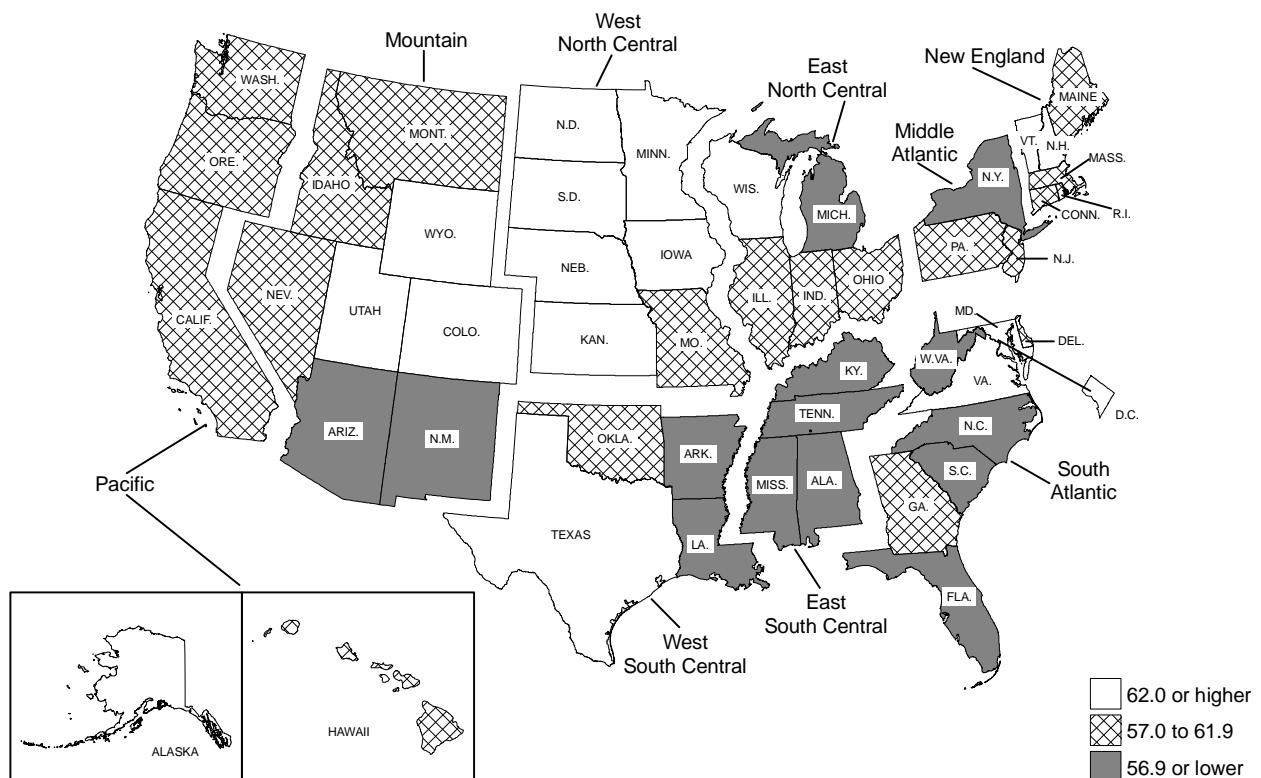 West
North Central
Mountain
East
North Central
New England
Middle
Atlantic
WASH.
MONT.
N.D.
MINN.
MAINE
VT.
N.H.
ORE.
IDAHO
MASS.
N.Y.
S.D.
WIS.
MICH.
CONN.
R.I.
WYO.
PA.
N.J.
NEB.
IOWA
OHIO
NEV.
ILL.
IND.
UTAH
COLO.
MD.
CALIF.
KAN.
MO.
DEL.
W.VA.
KY.
VA.
TENN.
D.C.
ARIZ.
N.M.
OKLA.
N.C.
ARK.
S.C.
South
Atlantic
Pacific
MISS.
ALA.
GA.
TEXAS
LA.
FLA.
East
South Central
West
South Central
ALASKA
HAWAII
62.0 or higher
57.0 to 61.9
56.9 or lower